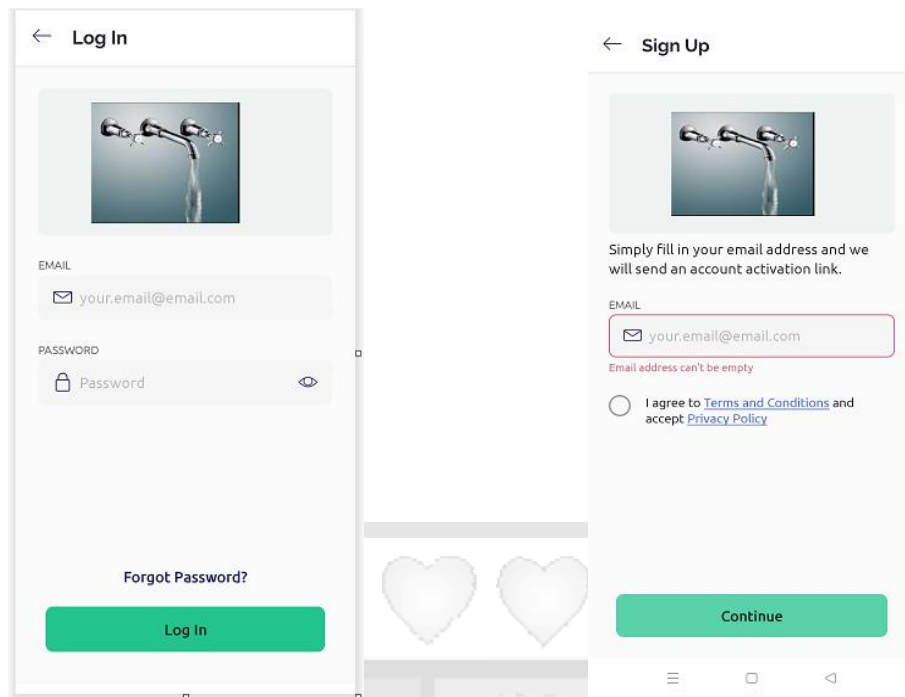 Log In
EMAIL
your.email@email.com
PASSWORD
Password
Forgot Password?
Log In
Sign Up
Simply fill in your email address and we
will send an account activation link.
EMAIL
your.email@email.com
Email address can't be empty
I agree to Terms and Conditions and
accept Privacy Policy
Continue